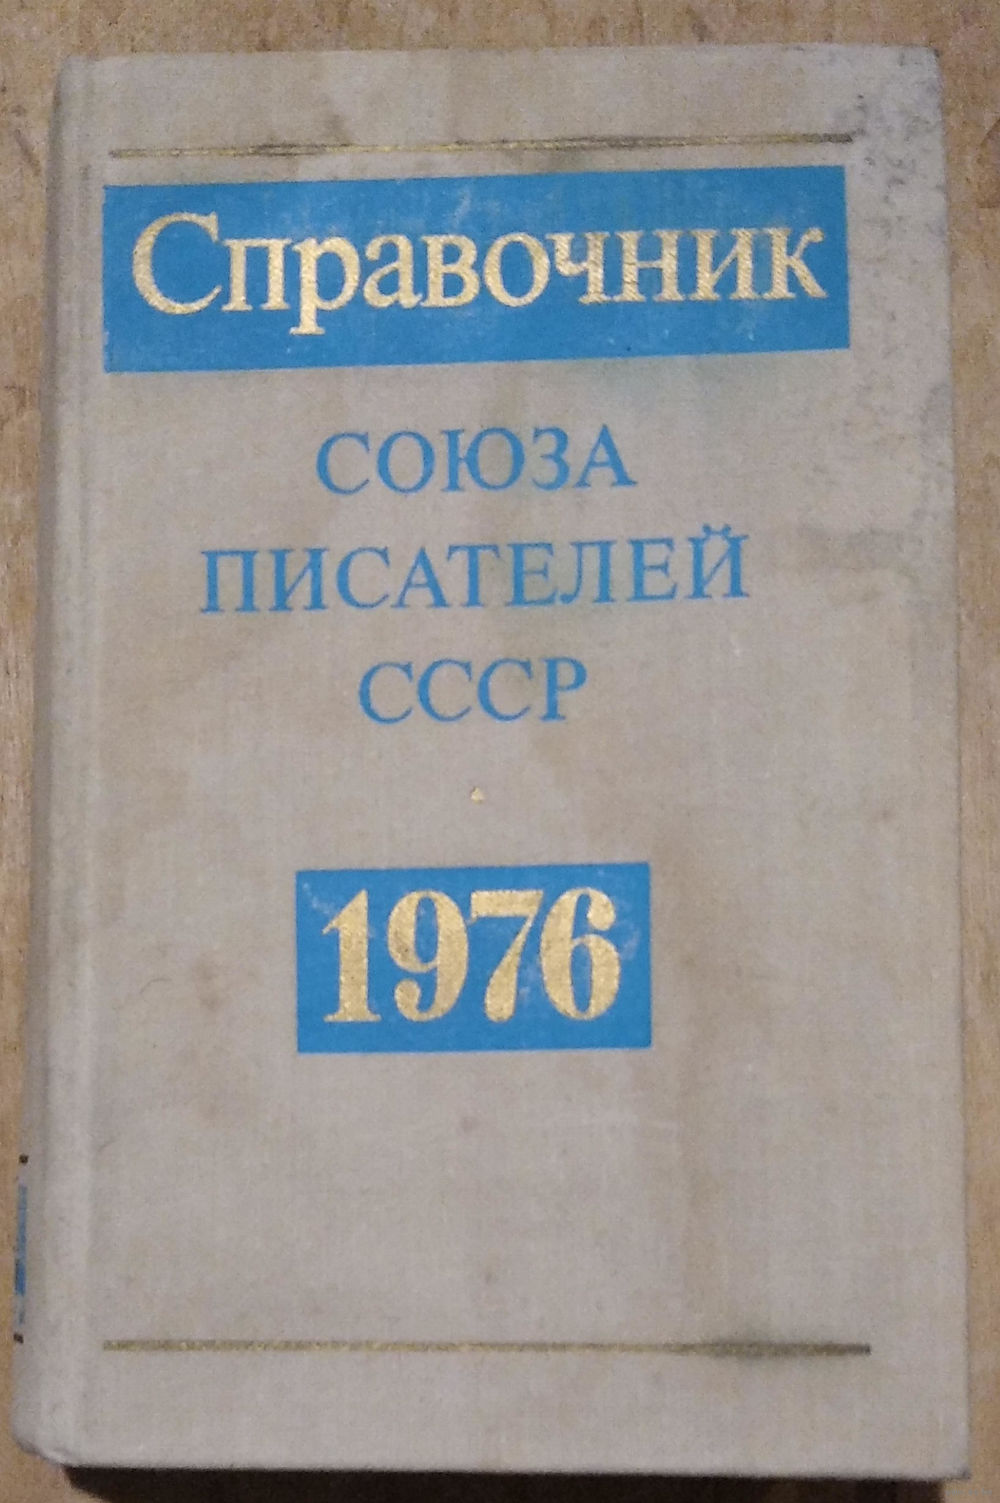 Справочник
СОЮЗА
ПИСАТЕЛЕЙ
СССР
1976